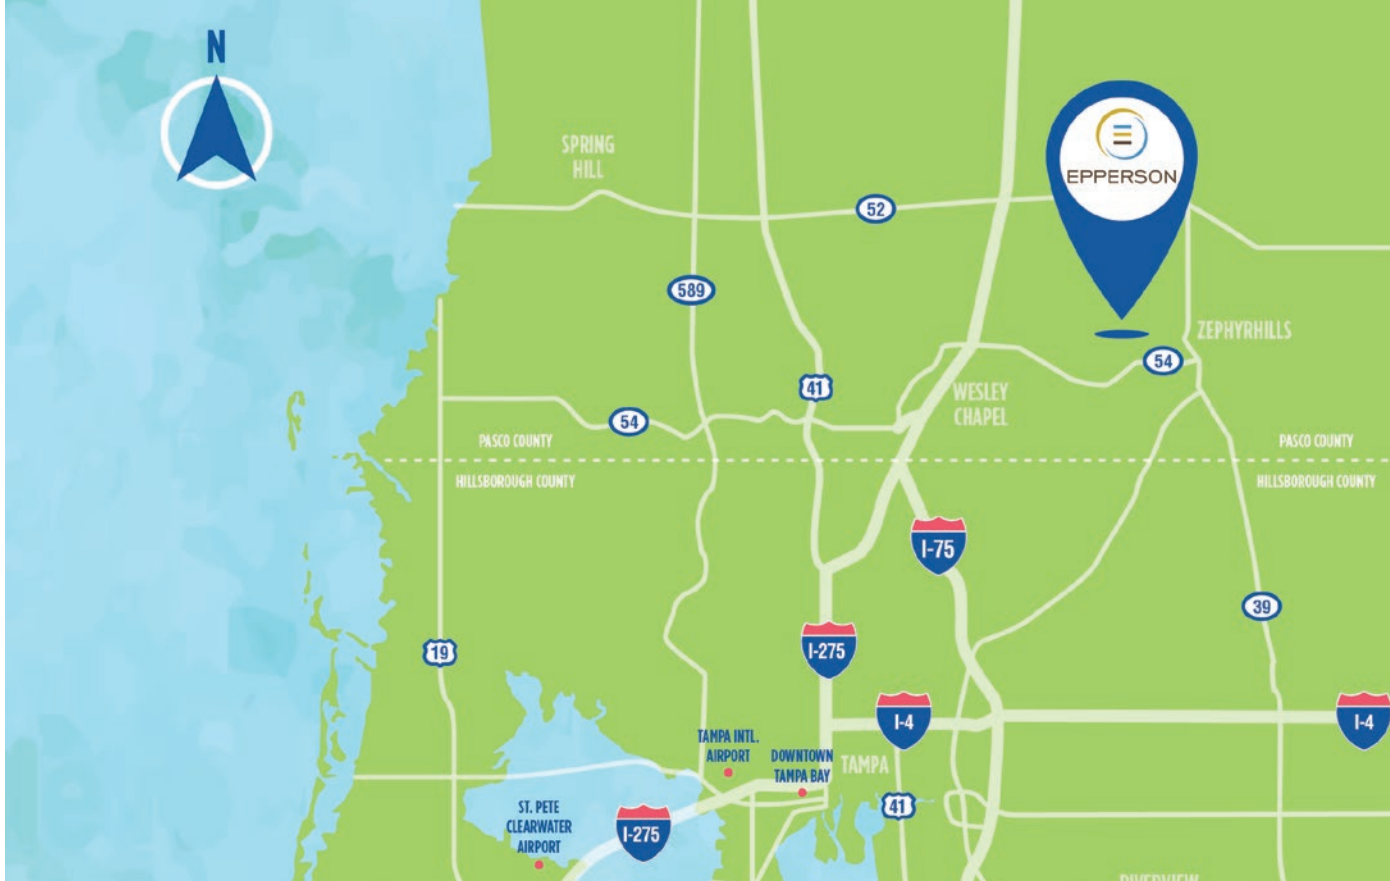 N
SPRING
HILL
EPPERSON
52
589
ZEPHYRHILLS
54
41
WESLEY
CHAPEL
54
PASCO COUNTY
PASCO COUNTY
HILLSBOROUGH COUNTY
HILLSBOROUGH COUNTY
I-75
39
19
I-275
I-4
I-4
TAMPA INTL.
AIRPORT
DOWNTOWN
TAMPA BAY
TAMPA
ST. PETE
CLEARWATER
AIRPORT
I-275
41
RIVERVIEW